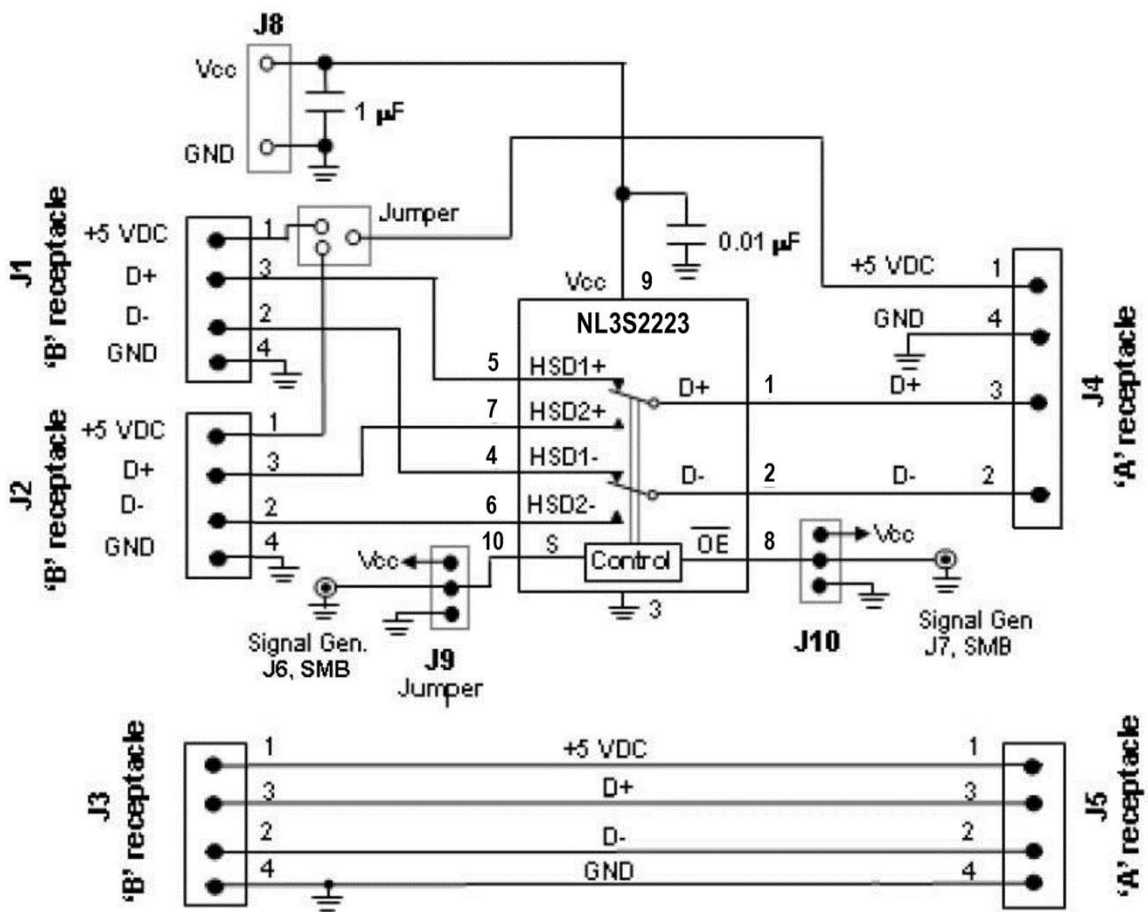 J8
Vcc
1 µF
GND
Jumper
'B' receptacle
J1
+5 VDC
1
D+
3
D-
2
GND
4
0.01 µF
Vcc
9
NL3S2223
+5 VDC
1
GND
4
D+
3
D-
2
J4
'A' receptacle
5
HSD1+
D+
1
7
HSD2+
4
HSD1-
D-
2
6
HSD2-
10
S
Control
OE
8
3
J2
'B' receptacle
+5 VDC
1
D+
3
D-
2
GND
4
Vcc
Signal Gen.
J6, SMB
J9
Jumper
Vcc
J10
Signal Gen
J7, SMB
J3
'B' receptacle
1
+5 VDC
1
3
D+
3
2
D-
2
4
GND
4
J5
'A' receptacle